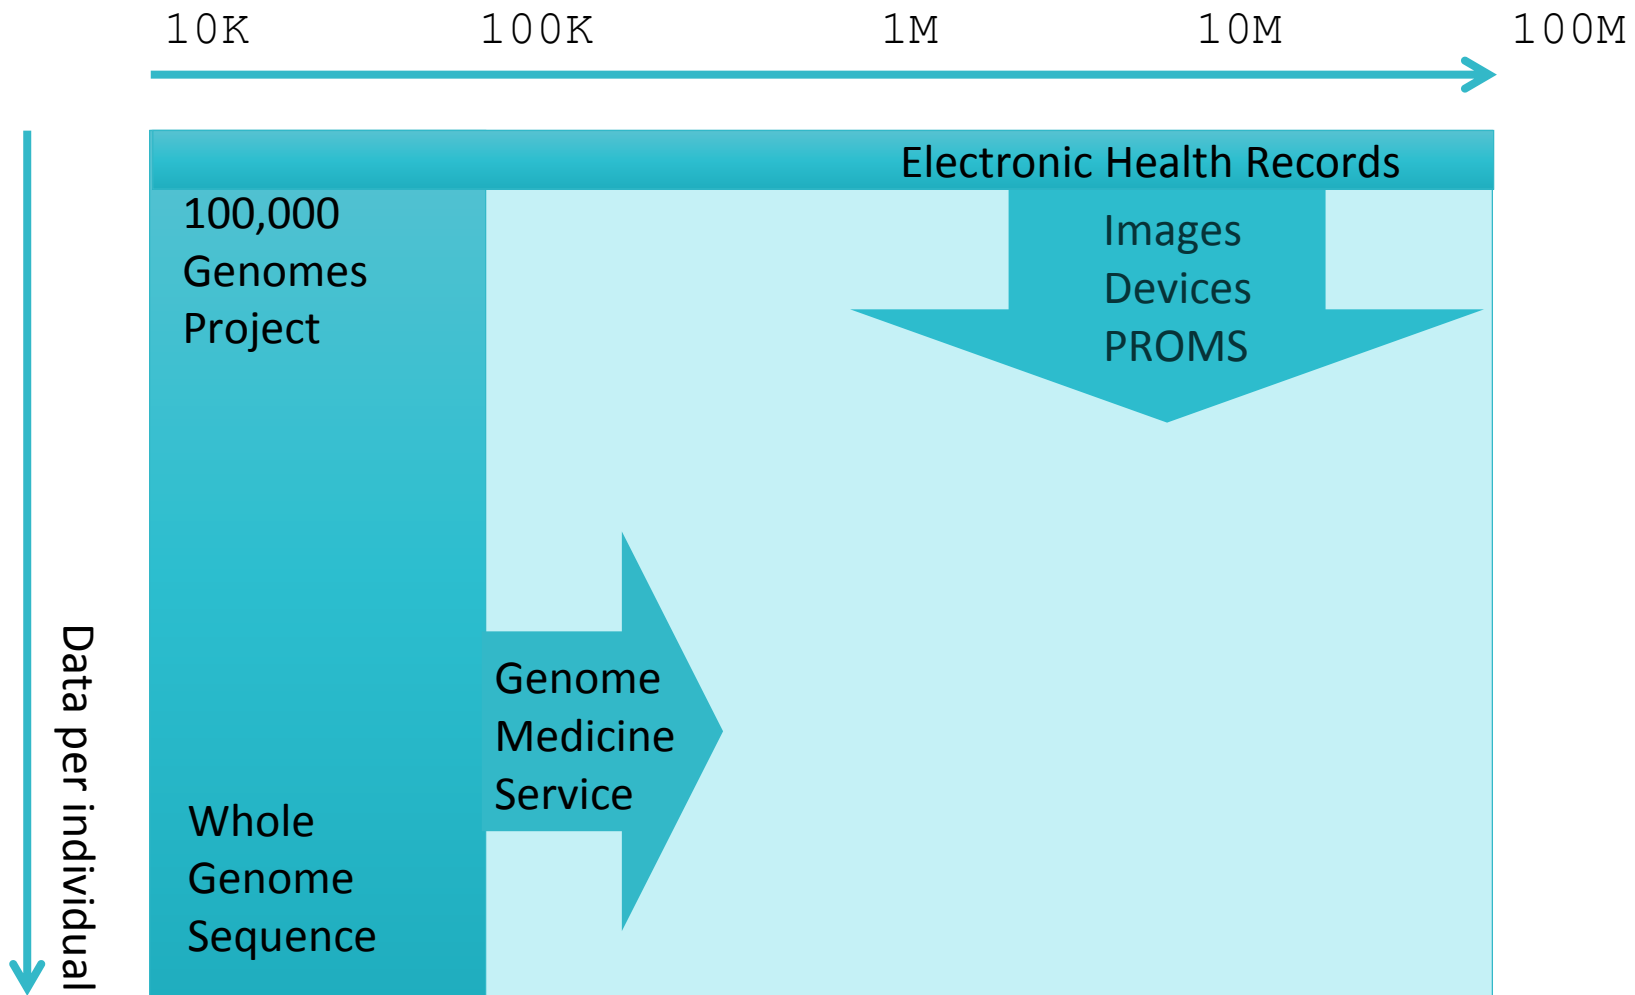 10K 100K 1M 10M 100M
Electronic Health Records
100,000
Genomes
Project
Images
Devices
PROMS
Genome
Medicine
Service
Whole
Genome
Sequence
Data per individual